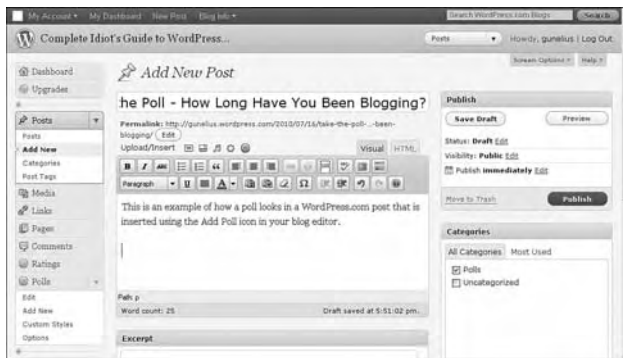 My Account My Dashboard New Post Blog Info
Search WordPress.com Blogs Search
Complete Idiot's Guide to WordPress...
Posts Howdy, gunelius | Log Out
Screen Options Help
Dashboard
Upgrades
Posts
Posts
Add New
Categories
Post Tags
Media
Links
Pages
Comments
Ratings
Polls
Edit
Add New
Custom Styles
Options
Add New Post
he Poll - How Long Have You Been Blogging?
Permalink: http://gunelius.wordpress.com/2010/07/16/take-the-poll-...-been-
blogging/ Edit
Upload/Insert Visual HTML
B I ABC
Paragraph U A Ω
This is an example of how a poll looks in a WordPress.com post that is
inserted using the Add Poll icon in your blog editor.
Path: p
Word count: 25 Draft saved at 5:51:02 pm.
Excerpt
Publish
Save Draft Preview
Status: Draft Edit
Visibility: Public Edit
Publish immediately Edit
Move to Trash Publish
Categories
All Categories Most Used
Polls
Uncategorized